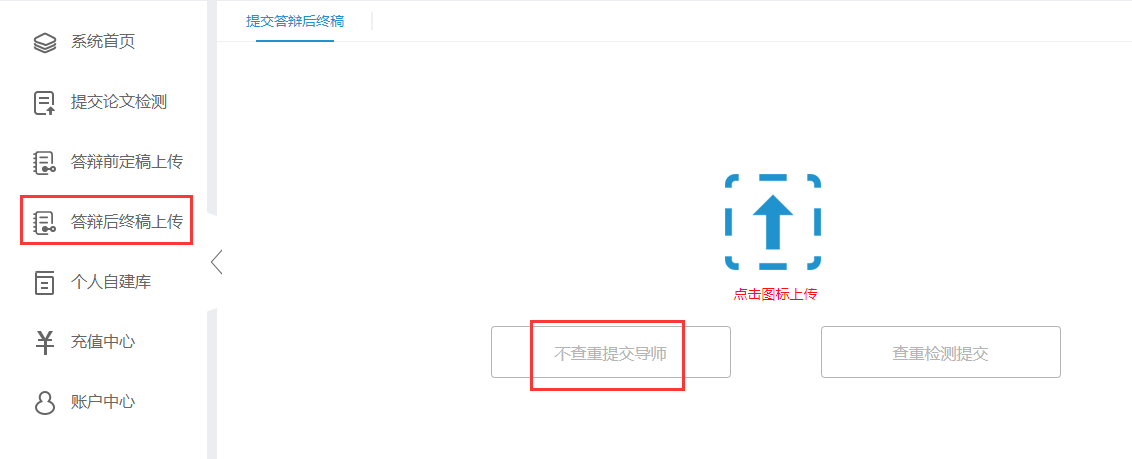 系统首页
提交论文检测
答辩前定稿上传
答辩后终稿上传
个人自建库
充值中心
账户中心
提交答辩后终稿
点击图标上传
不查重提交导师
查重检测提交